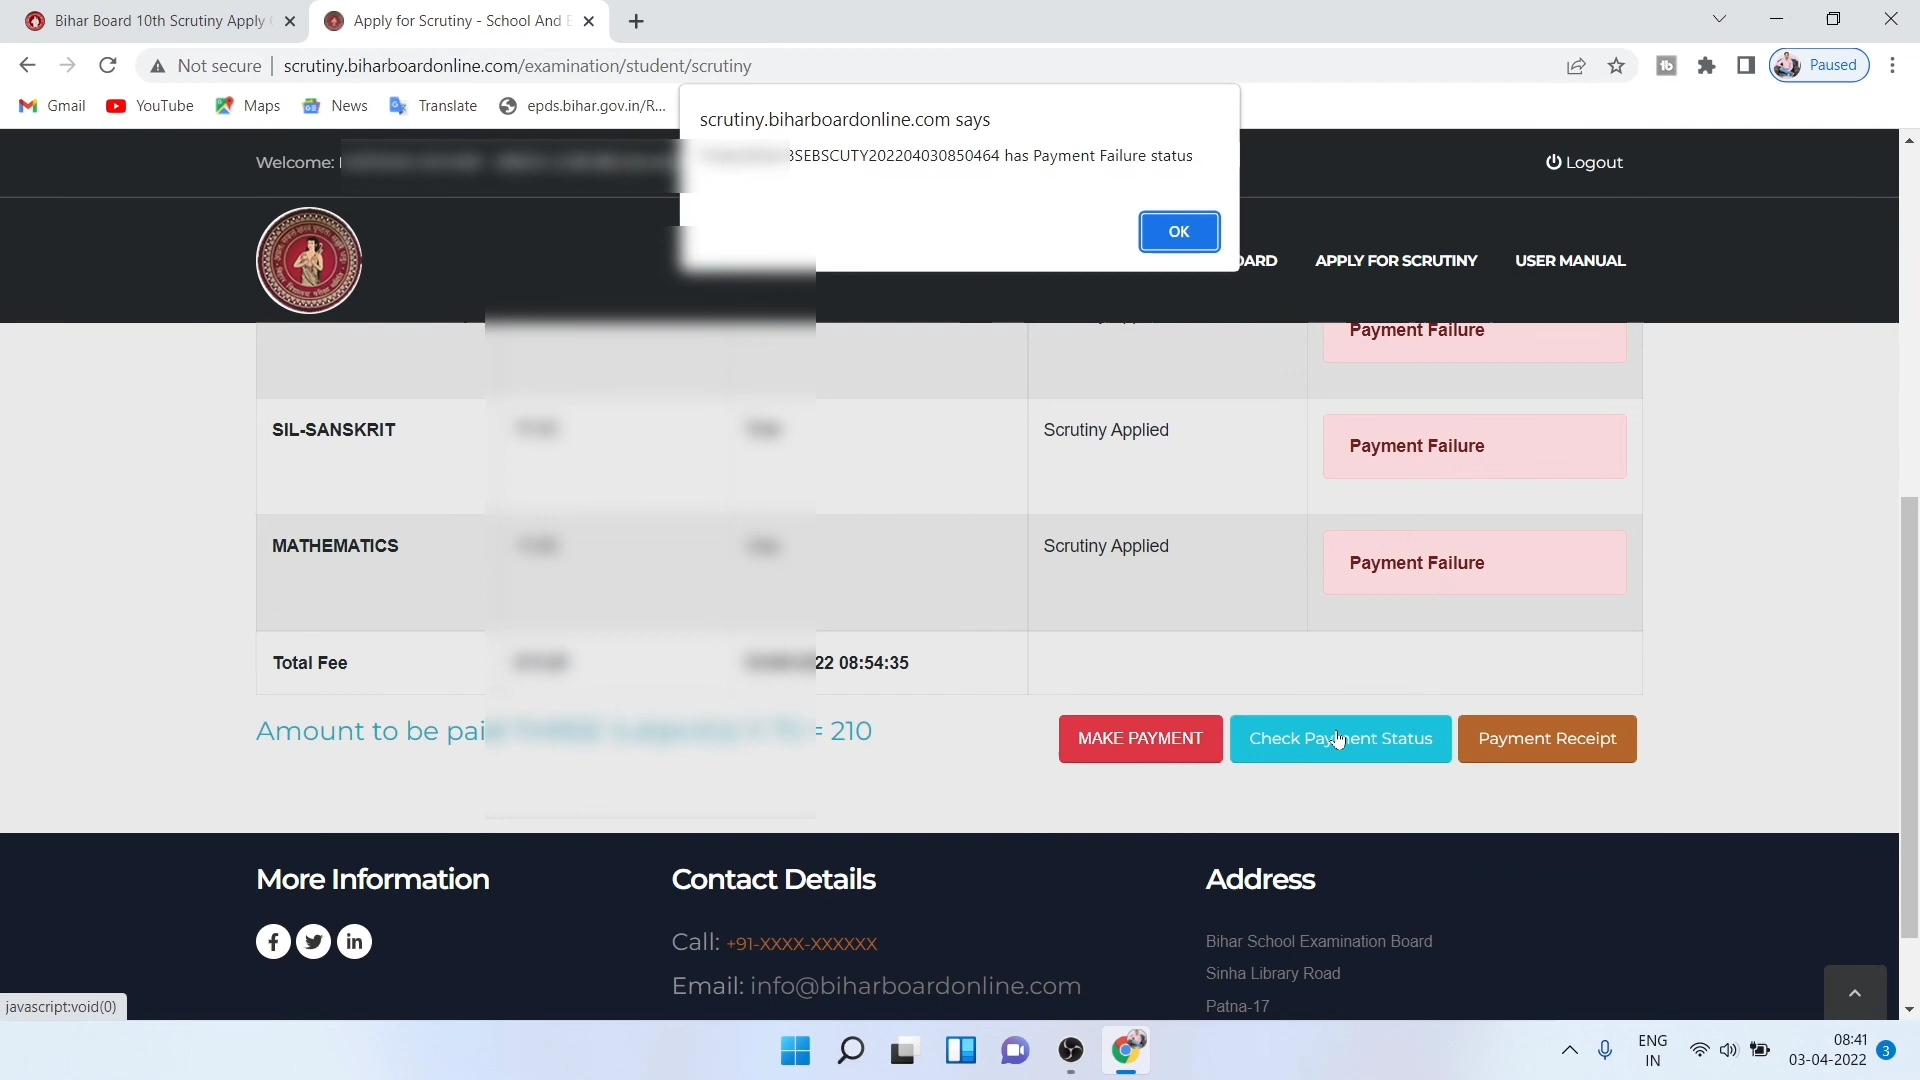 Bihar Board 10th Scrutiny Apply
Apply for Scrutiny - School And E
Not secure
scrutiny.biharboardonline.com/examination/student/scrutiny
Paused
Gmail
YouTube
Maps
News
Translate
epds.bihar.gov.in/R...
scrutiny.biharboardonline.com says
BSEBSCUTY202204030850464 has Payment Failure status
OK
Welcome:
Logout
APPLY FOR SCRUTINY
USER MANUAL
Payment Failure
SIL-SANSKRIT
Scrutiny Applied
Payment Failure
MATHEMATICS
Scrutiny Applied
Payment Failure
Total Fee
22 08:54:35
Amount to be pai
= 210
MAKE PAYMENT
Check Payment Status
Payment Receipt
More Information
Contact Details
Address
Call: +91-XXXX-XXXXXX
Email: info@biharboardonline.com
Bihar School Examination Board
Sinha Library Road
Patna-17
javascript:void(0)
ENG
IN
08:41
03-04-2022
3